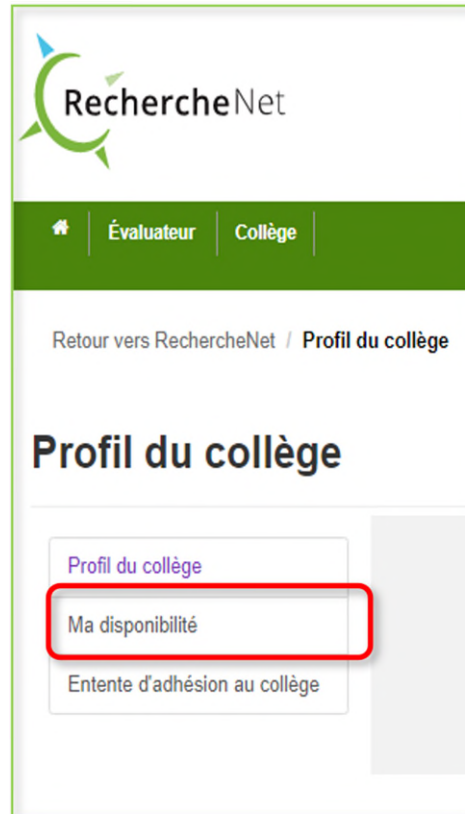 RechercheNet
Évaluateur Collège
Retour vers RechercheNet / Profil du collège
Profil du collège
Profil du collège
Ma disponibilité
Entente d'adhésion au collège